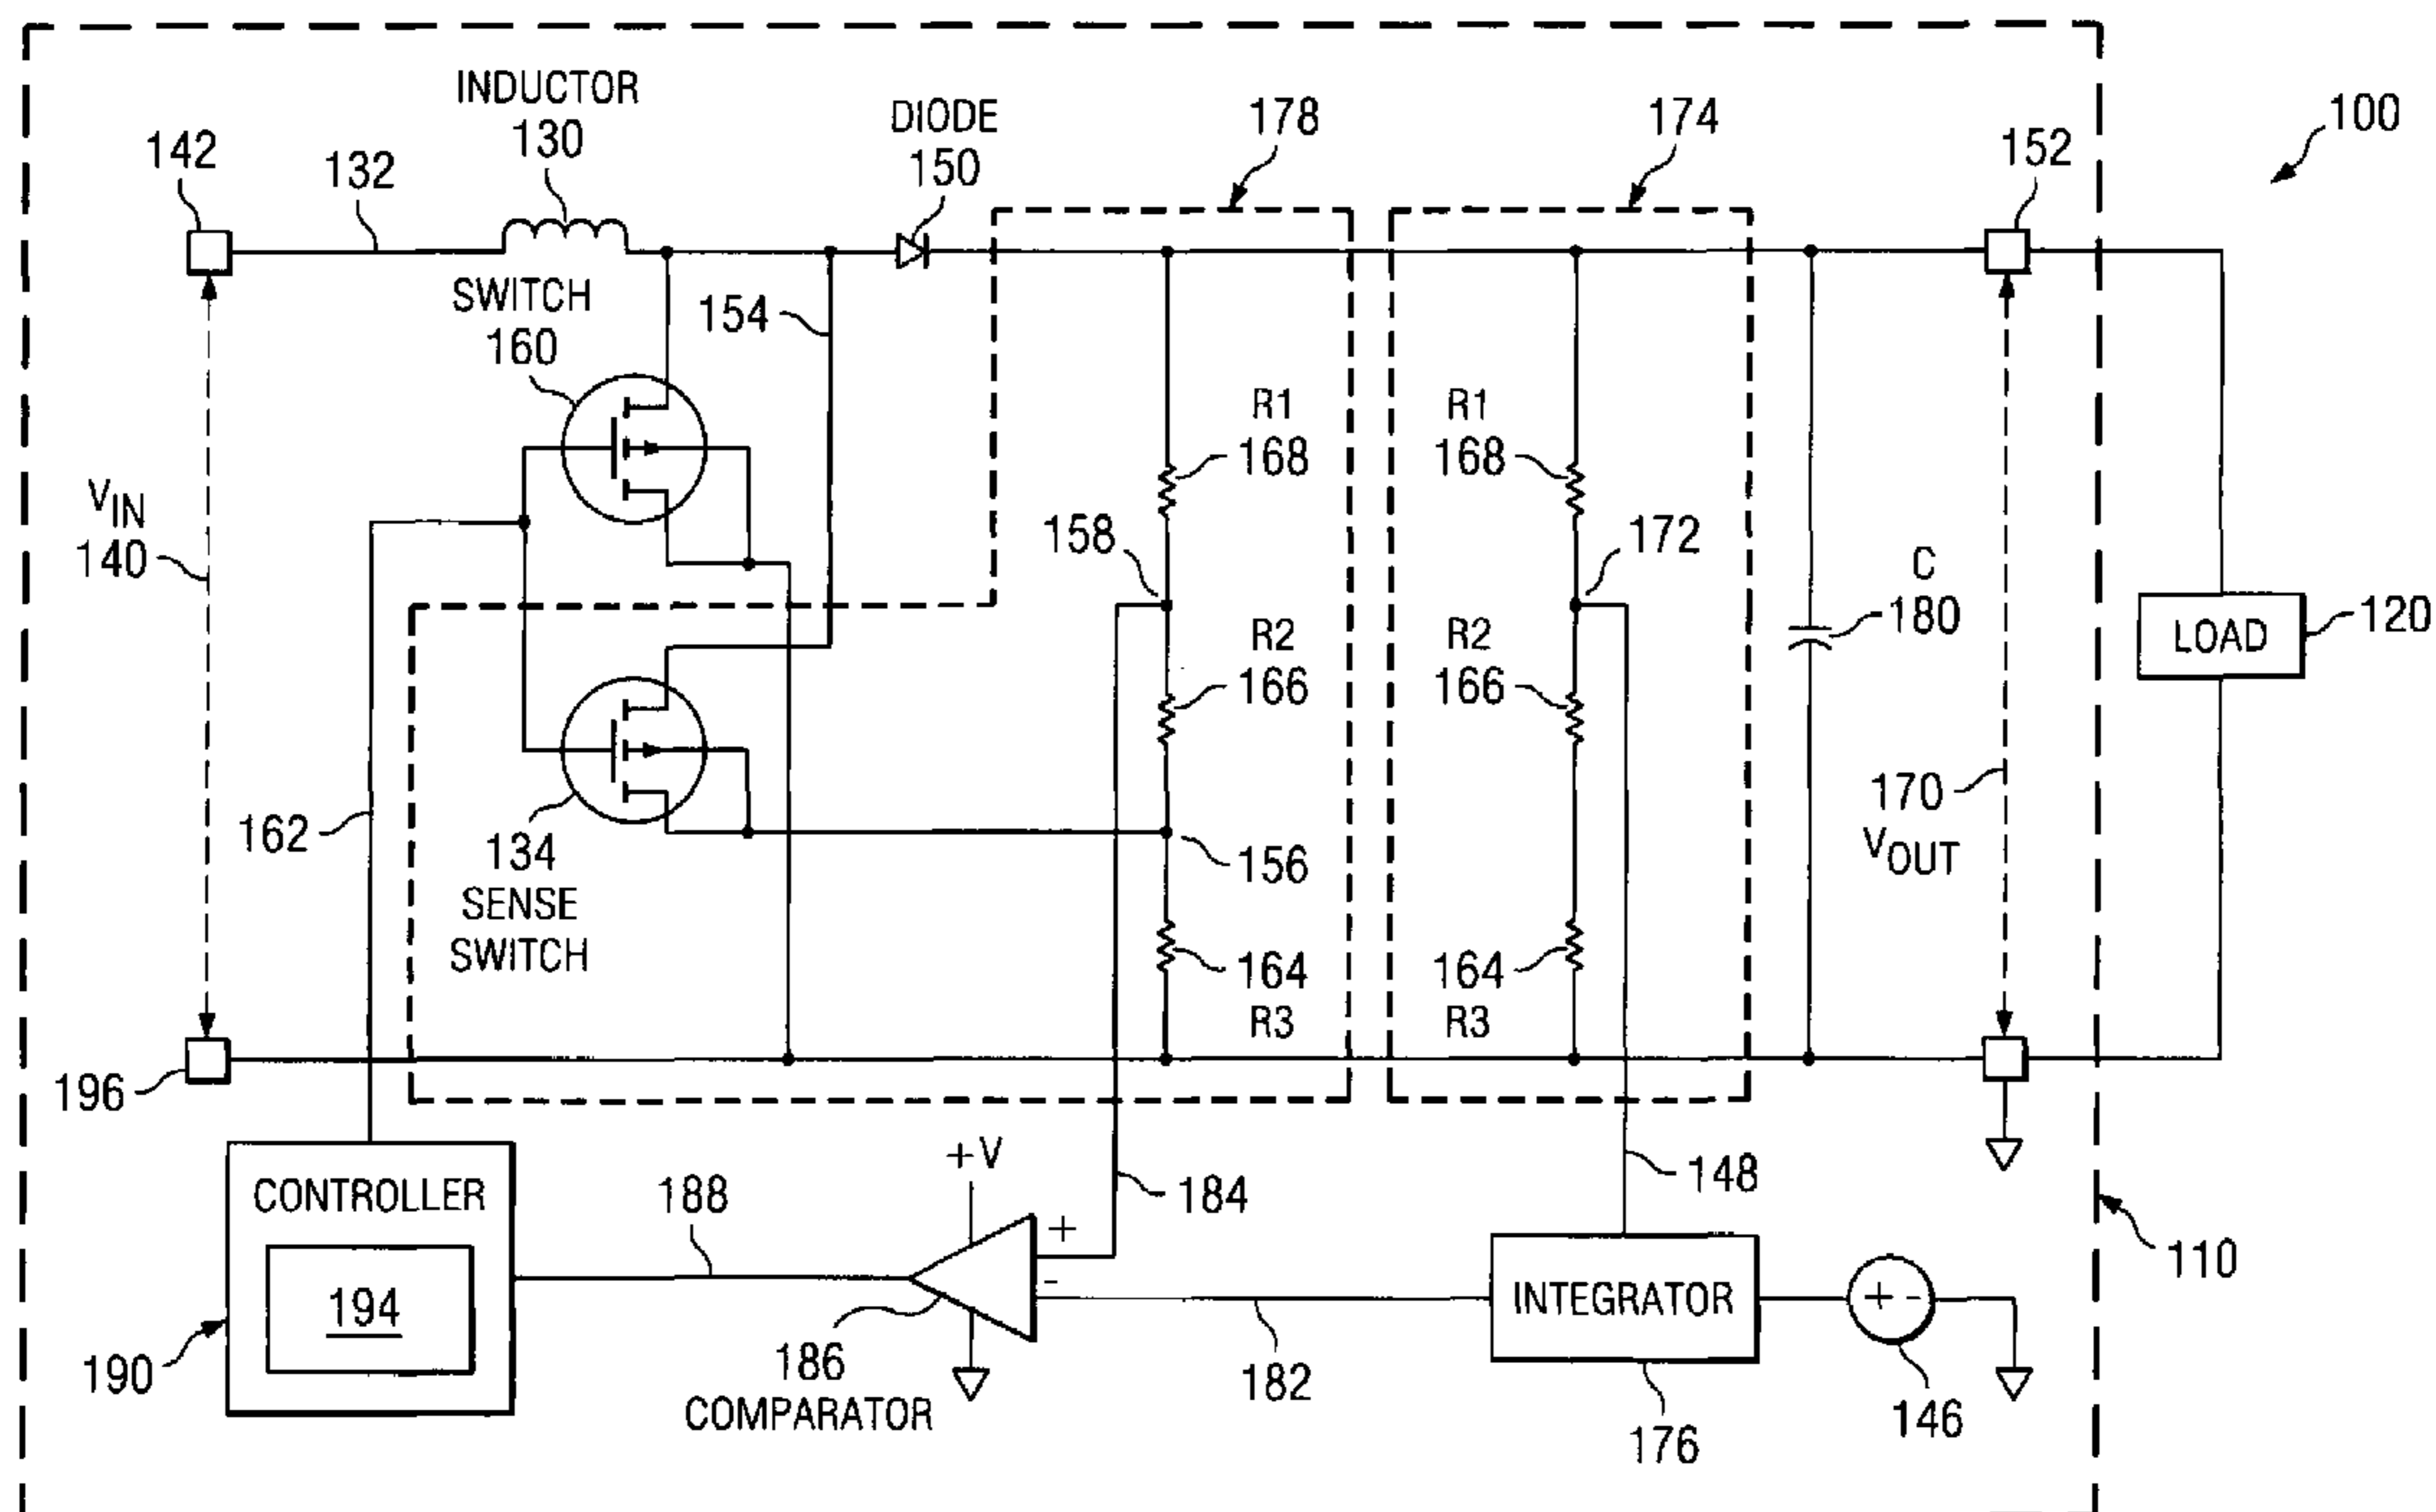 INDUCTOR
130
DIODE
150
178
174
100
142
132
152
SWITCH
160
154
R1
168
R1
168
VIN
140
158
172
C
180
R2
166
R2
166
LOAD
120
162
134
SENSE
SWITCH
156
170
VOUT
164
R3
164
R3
196
+V
CONTROLLER
188
184
148
+
-
110
194
INTEGRATOR
+ -
190
186
COMPARATOR
182
176
146